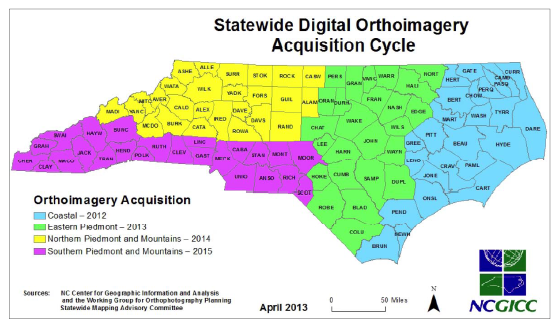 Statewide Digital Orthoimagery
Acquisition Cycle
ASHE ALLE SURR STOK ROCK CASW PERS GRAN VANC WARR NORT GATE CURR
WATA WILK YADK FORS GUIL ALAM ORAN DURH FRAN HALI HERT CAMD PASQ PERQ
MITC AVER CALD ALEX IRED DAVE DAVS RAND CHAT WAKE NASH EDGE BERT CHOW
MADI YANC MCDO BURK CATA ROWA WILS MART WASH TYRR DARE
SWAI HAYW BUNC RUTH LINC CABA STAN MONT MOOR LEE HARN JOHN WAYN GREE PITT BEAU HYDE
GRAH JACK HEND POLK CLEV GAST MECK HOKE CUMB SAMP DUPL LENO CRAV PAML
CHER CLAY MACO TRAN UNIO ANSO RICH SCOT JONE CART
ROBE BLAD ONSL
COLU PEND
BRUN NEWH
Orthoimagery Acquisition
Coastal – 2012
Eastern Piedmont – 2013
Northern Piedmont and Mountains – 2014
Southern Piedmont and Mountains – 2015
Sources: NC Center for Geographic Information and Analysis
and the Working Group for Orthophotography Planning
Statewide Mapping Advisory Committee
April 2013
0 50 Miles
N
NCGICC